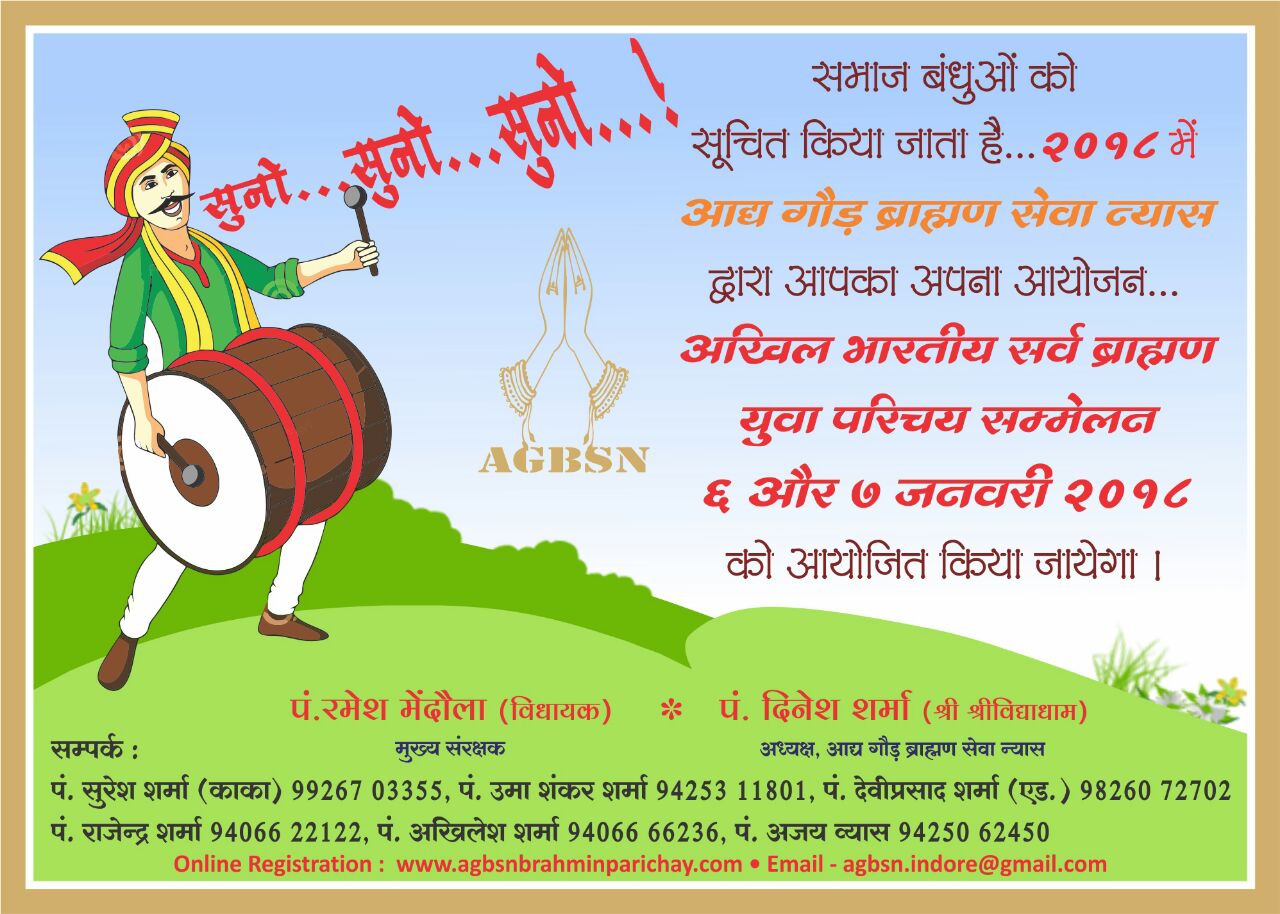 सुनो...सुनो...सुनो...!
समाज बंधुओं को
सूचित किया जाता है...२०१८ में
आद्य गौड़ ब्राह्मण सेवा न्यास
द्वारा आपका अपना आयोजन...
अखिल भारतीय सर्व ब्राह्मण
युवा परिचय सम्मेलन
६ और ७ जनवरी २०१८
को आयोजित किया जायेगा ।
AGBSN
पं.रमेश मेंदौला (विधायक) * पं. दिनेश शर्मा (श्री श्रीविद्याधाम)
मुख्य संरक्षक अध्यक्ष, आद्य गौड़ ब्राह्मण सेवा न्यास
सम्पर्क :
पं. सुरेश शर्मा (काका) 99267 03355, पं. उमा शंकर शर्मा 94253 11801, पं. देवीप्रसाद शर्मा (एड.) 98260 72702
पं. राजेन्द्र शर्मा 94066 22122, पं. अखिलेश शर्मा 94066 66236, पं. अजय व्यास 94250 62450
Online Registration : www.agbsnbrahminparichay.com • Email - agbsn.indore@gmail.com